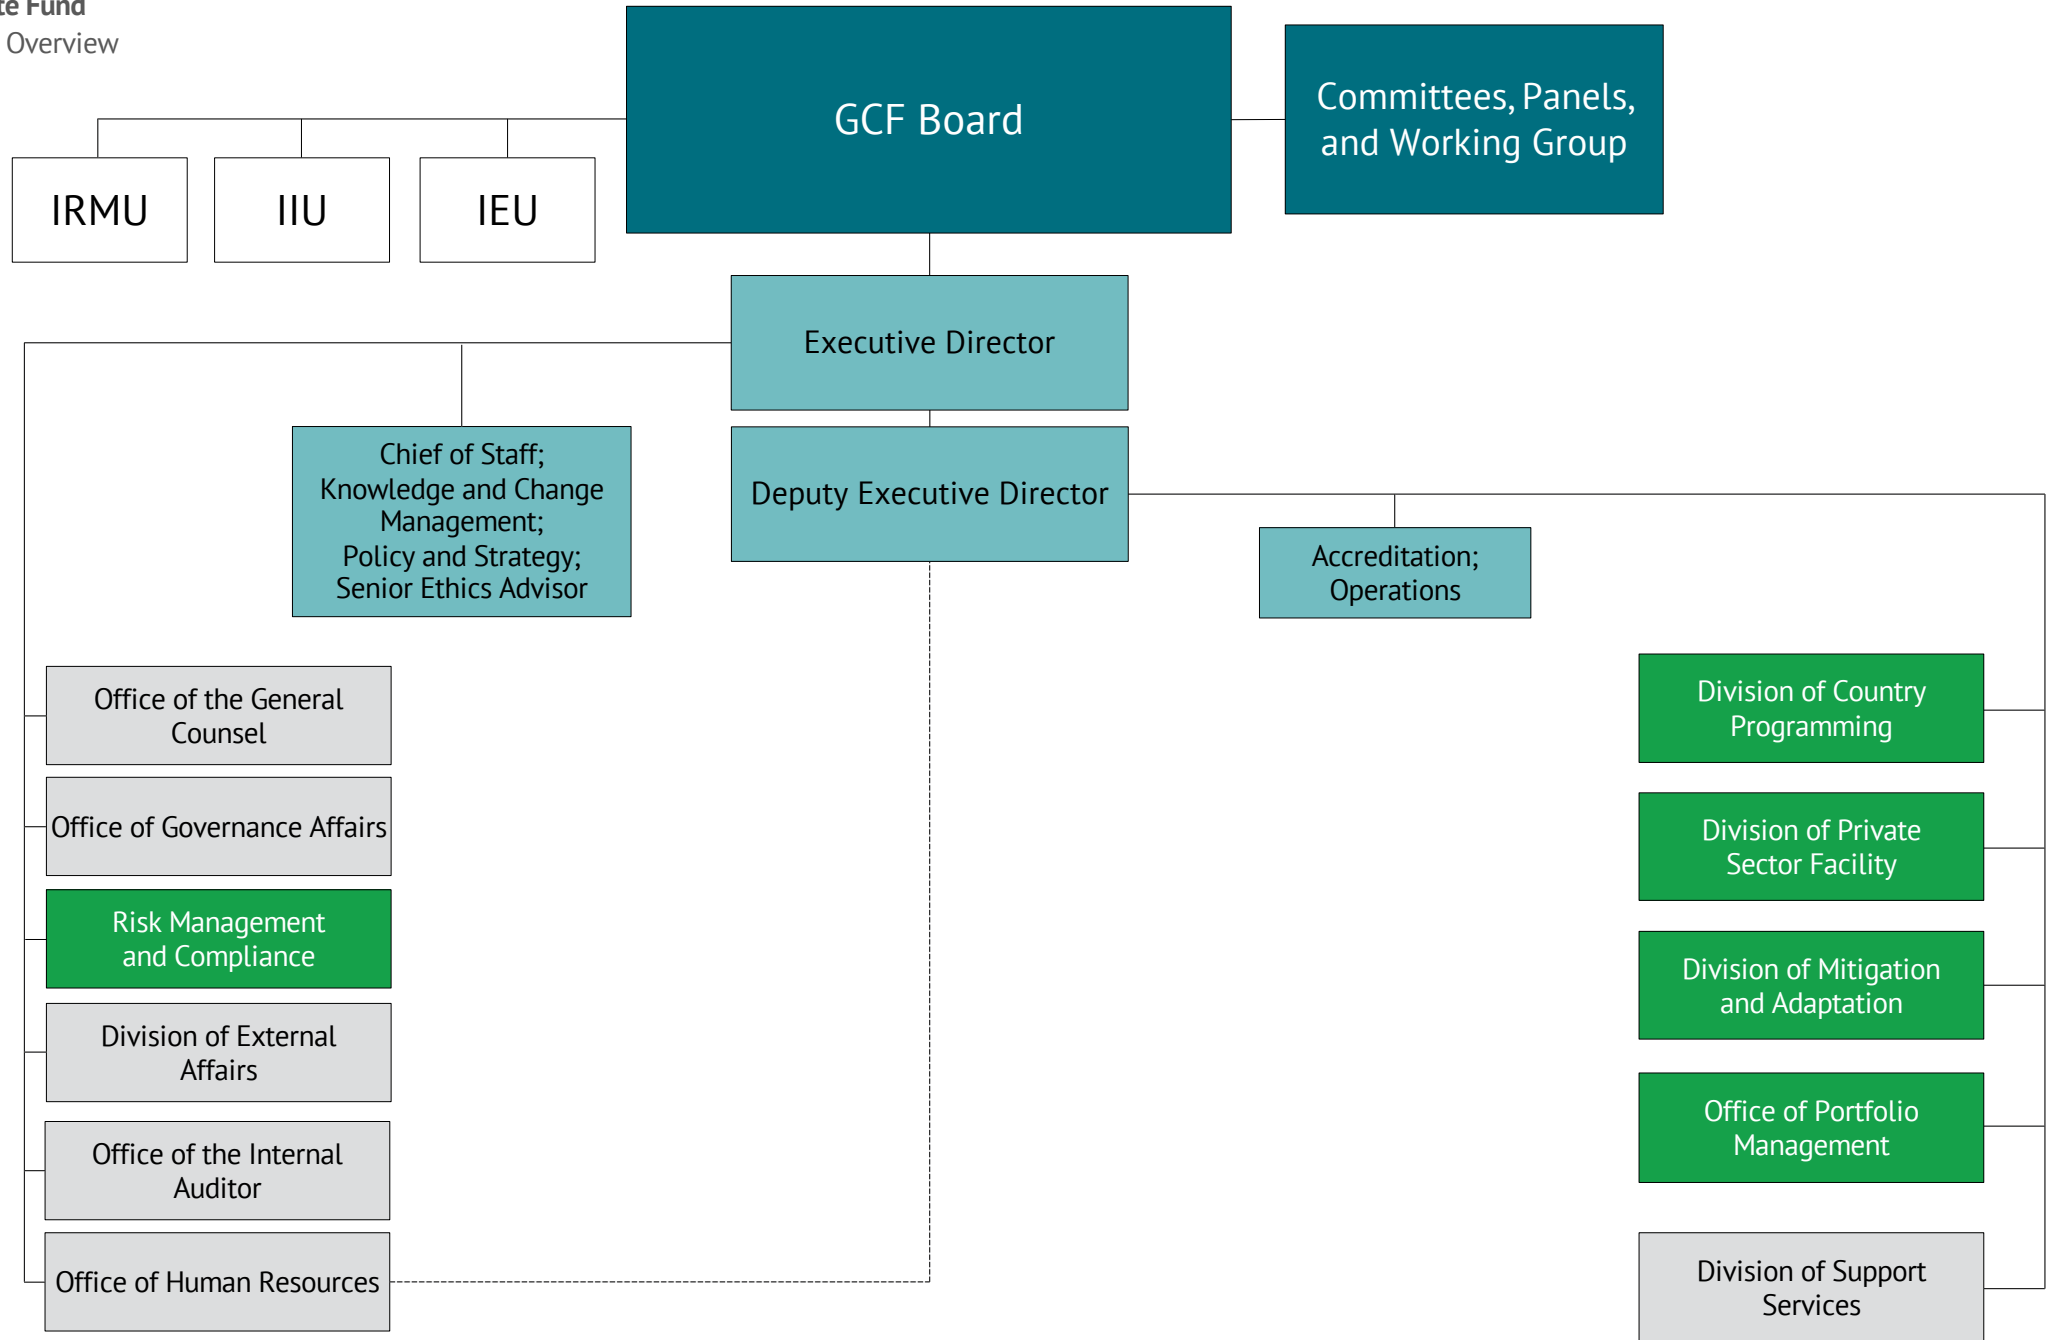 Fund
Overview
GCF Board
Committees, Panels,
and Working Group
IRMU
IIU
IEU
Executive Director
Chief of Staff;
Knowledge and Change
Management;
Policy and Strategy;
Senior Ethics Advisor
Deputy Executive Director
Accreditation;
Operations
Office of the General
Counsel
Office of Governance Affairs
Risk Management
and Compliance
Division of External
Affairs
Office of the Internal
Auditor
Office of Human Resources
Division of Country
Programming
Division of Private
Sector Facility
Division of Mitigation
and Adaptation
Office of Portfolio
Management
Division of Support
Services